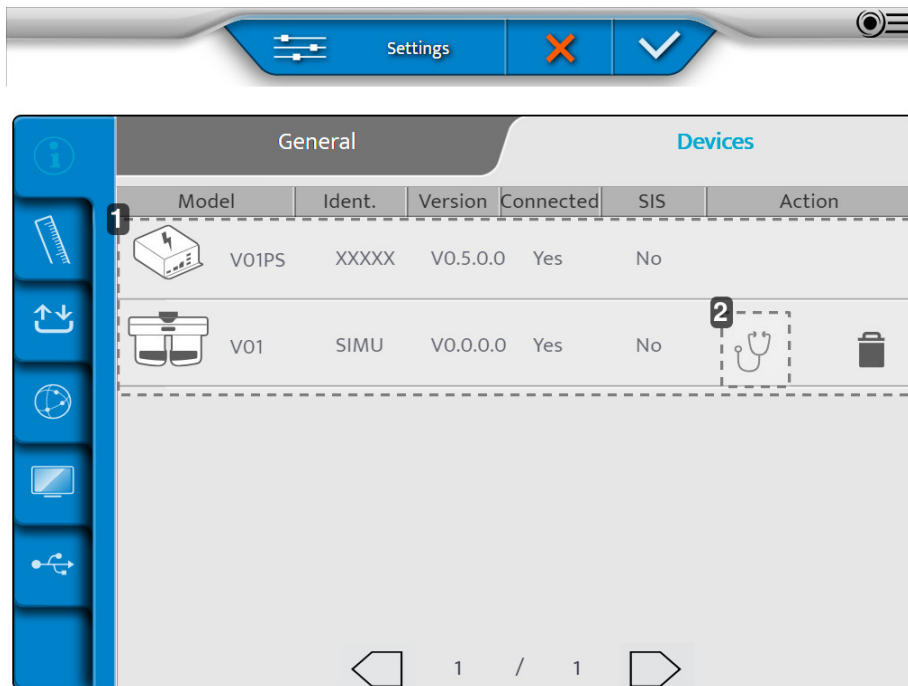 Settings
General Devices
Model Ident. Version Connected SIS Action
1
V01PS XXXXX V0.5.0.0 Yes No
2
V01 SIMU V0.0.0.0 Yes No
1 / 1